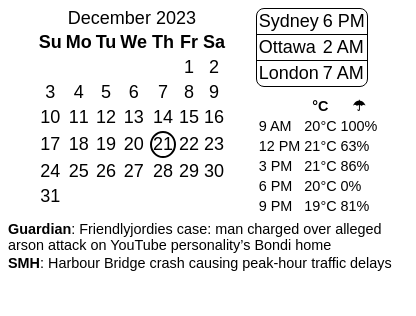 December 2023
Su Mo Tu We Th Fr Sa
1 2
3 4 5 6 7 8 9
10 11 12 13 14 15 16
17 18 19 20 21 22 23
24 25 26 27 28 29 30
31
Sydney 6 PM
Ottawa 2 AM
London 7 AM
°C ☂
9 AM 20°C 100%
12 PM 21°C 63%
3 PM 21°C 86%
6 PM 20°C 0%
9 PM 19°C 81%
Guardian: Friendlyjordies case: man charged over alleged
arson attack on YouTube personality’s Bondi home
SMH: Harbour Bridge crash causing peak-hour traffic delays